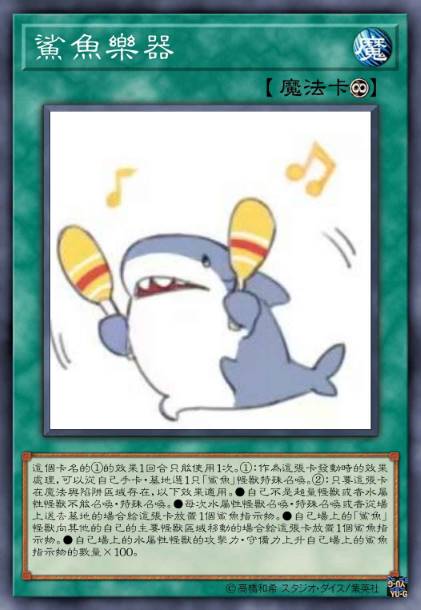 鯊魚樂器
魔
【魔法卡♾】
這個卡名的①的效果1回合只能使用1次。①:作為這張卡發動時的效果
處理,可以從自己手卡·墓地選1只「鯊魚」怪獸特殊召喚。②:只要這張卡
在魔法與陷阱區域存在,以下效果適用。●自己不是超量怪獸或者水屬
性怪獸不能召喚·特殊召喚。●每次水屬性怪獸召喚·特殊召喚或者從場
上送去墓地的場合給這張卡放置1個鯊魚指示物。●自己場上的「鯊魚」
怪獸向其他的自己的主要怪獸區域移動的場合給這張卡放置1個鯊魚指
示物。●自己場上的水屬性怪獸的攻擊力·守備力上升自己場上的鯊魚
指示物的數量×100。
©高橋和希 スタジオ·ダイス/集英社
YU-G